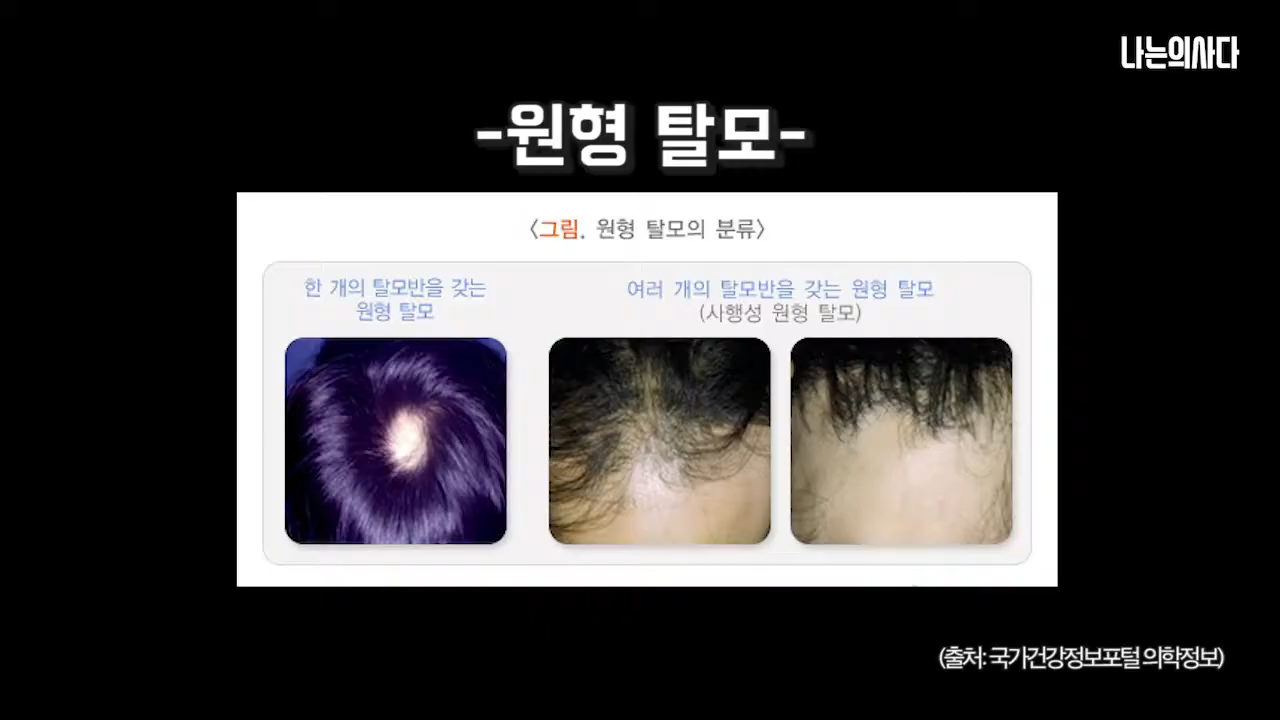 나는의사다
-원형 탈모-
<그림. 원형 탈모의 분류>
한 개의 탈모반을 갖는
원형 탈모
여러 개의 탈모반을 갖는 원형 탈모
(사행성 원형 탈모)
(출처: 국가건강정보포털 의학정보)